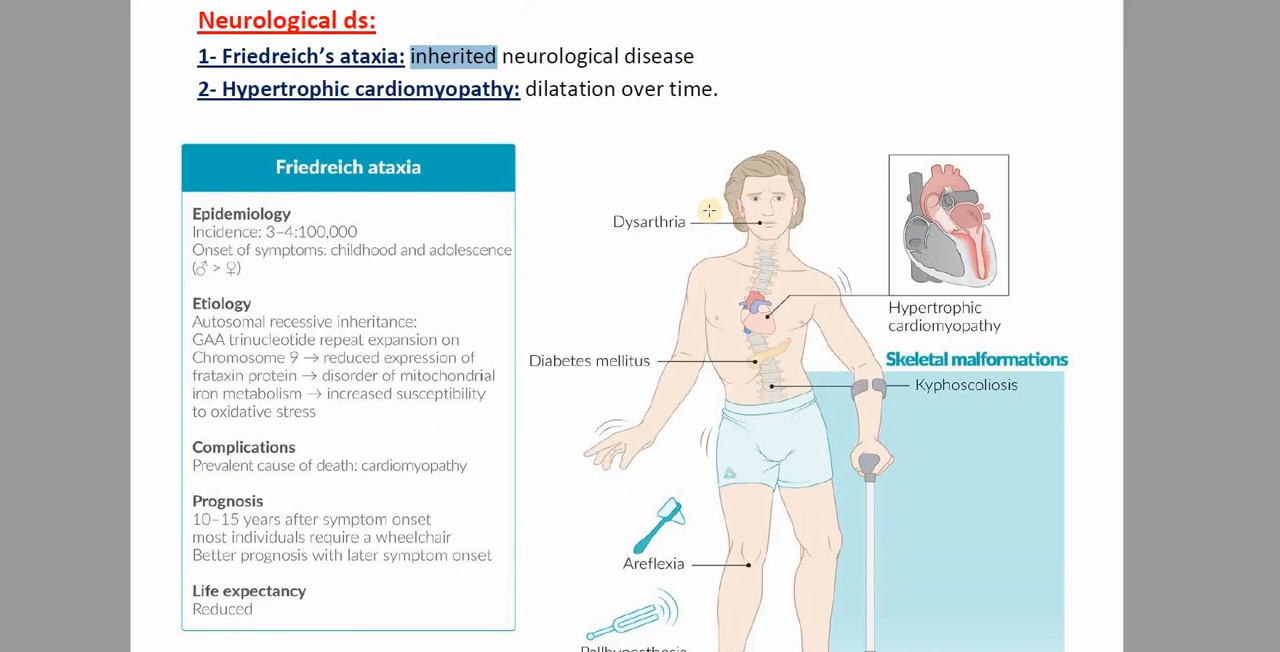 Neurological ds:
1- Friedreich’s ataxia: inherited neurological disease
2- Hypertrophic cardiomyopathy: dilatation over time.
Friedreich ataxia
Epidemiology
Incidence: 3–4:100,000
Onset of symptoms: childhood and adolescence
(♂ > ♀)
Etiology
Autosomal recessive inheritance:
GAA trinucleotide repeat expansion on
Chromosome 9 → reduced expression of
frataxin protein → disorder of mitochondrial
iron metabolism → increased susceptibility
to oxidative stress
Complications
Prevalent cause of death: cardiomyopathy
Prognosis
10–15 years after symptom onset
most individuals require a wheelchair
Better prognosis with later symptom onset
Life expectancy
Reduced
Dysarthria
Hypertrophic
cardiomyopathy
Diabetes mellitus
Skeletal malformations
Kyphoscoliosis
Areflexia
Pallhypesthesia